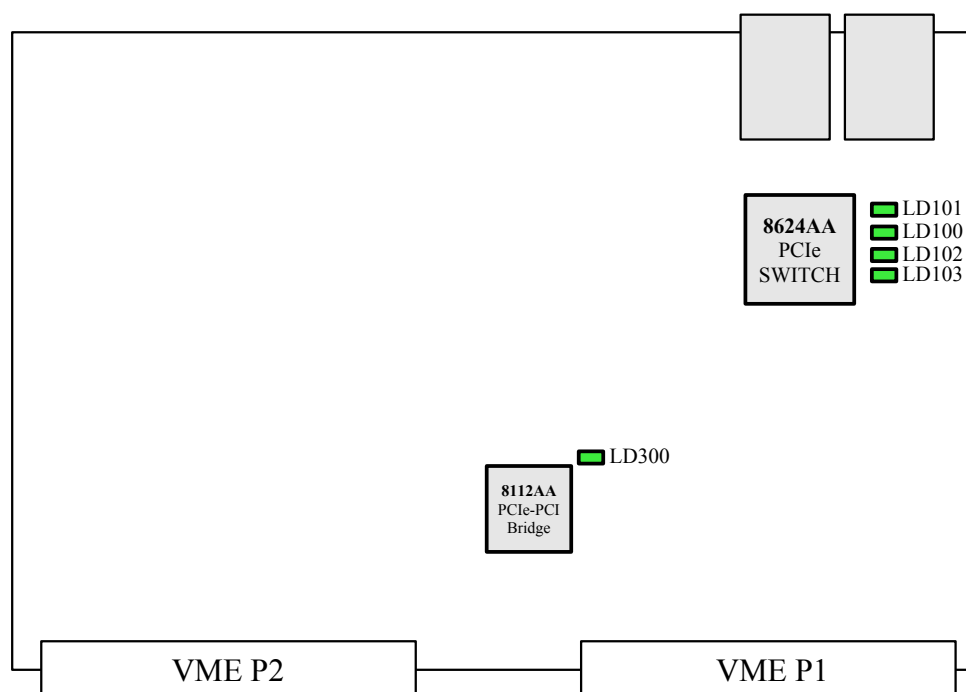 8624AA
PCIe
SWITCH
LD101
LD100
LD102
LD103
LD300
8112AA
PCIe-PCI
Bridge
VME P2
VME P1